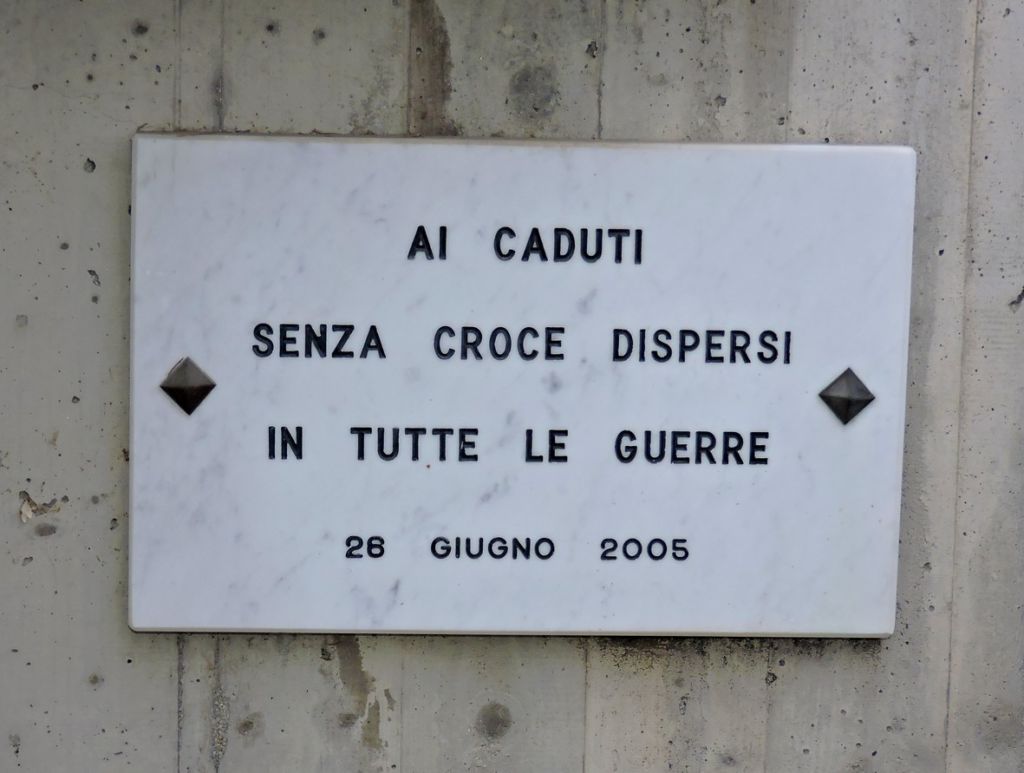 AI CADUTI
SENZA CROCE DISPERSI
IN TUTTE LE GUERRE
26 GIUGNO 2005